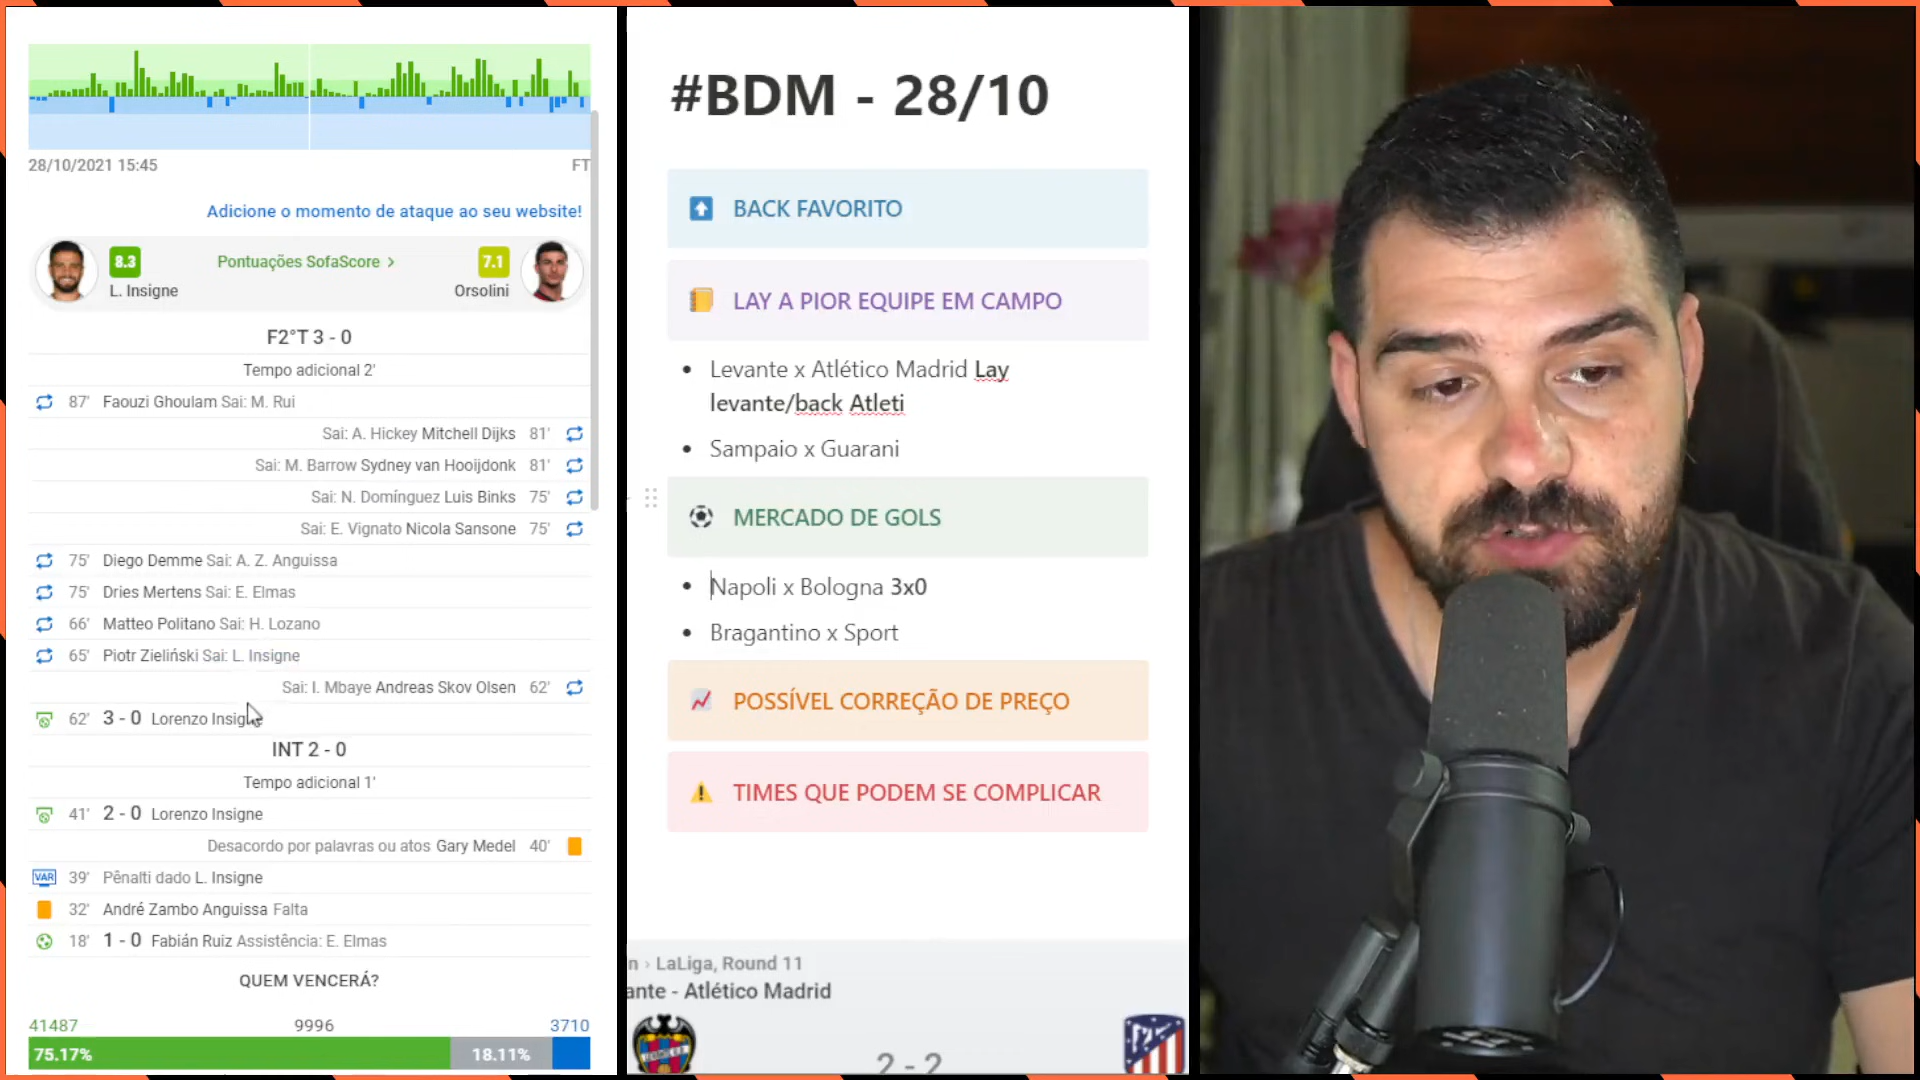 28/10/2021 15:45
FT
Adicione o momento de ataque ao seu website!
8.3
L. Insigne
Pontuações SofaScore >
7.1
Orsolini
F2°T 3 - 0
Tempo adicional 2'
87' Faouzi Ghoulam Sai: M. Rui
Sai: A. Hickey Mitchell Dijks 81'
Sai: M. Barrow Sydney van Hooijdonk 81'
Sai: N. Domínguez Luis Binks 75'
Sai: E. Vignato Nicola Sansone 75'
75' Diego Demme Sai: A. Z. Anguissa
75' Dries Mertens Sai: E. Elmas
66' Matteo Politano Sai: H. Lozano
65' Piotr Zieliński Sai: L. Insigne
Sai: I. Mbaye Andreas Skov Olsen 62'
62' 3 - 0 Lorenzo Insigne
INT 2 - 0
Tempo adicional 1'
41' 2 - 0 Lorenzo Insigne
Desacordo por palavras ou atos Gary Medel 40'
VAR 39' Pênalti dado L. Insigne
32' André Zambo Anguissa Falta
18' 1 - 0 Fabián Ruiz Assistência: E. Elmas
QUEM VENCERÁ?
41487 9996 3710
75.17% 18.11%
#BDM - 28/10
BACK FAVORITO
LAY A PIOR EQUIPE EM CAMPO
• Levante x Atlético Madrid Lay
levante/back Atleti
• Sampaio x Guarani
MERCADO DE GOLS
• Napoli x Bologna 3x0
• Bragantino x Sport
POSSÍVEL CORREÇÃO DE PREÇO
TIMES QUE PODEM SE COMPLICAR
n > LaLiga, Round 11
ante - Atlético Madrid
2 - 2